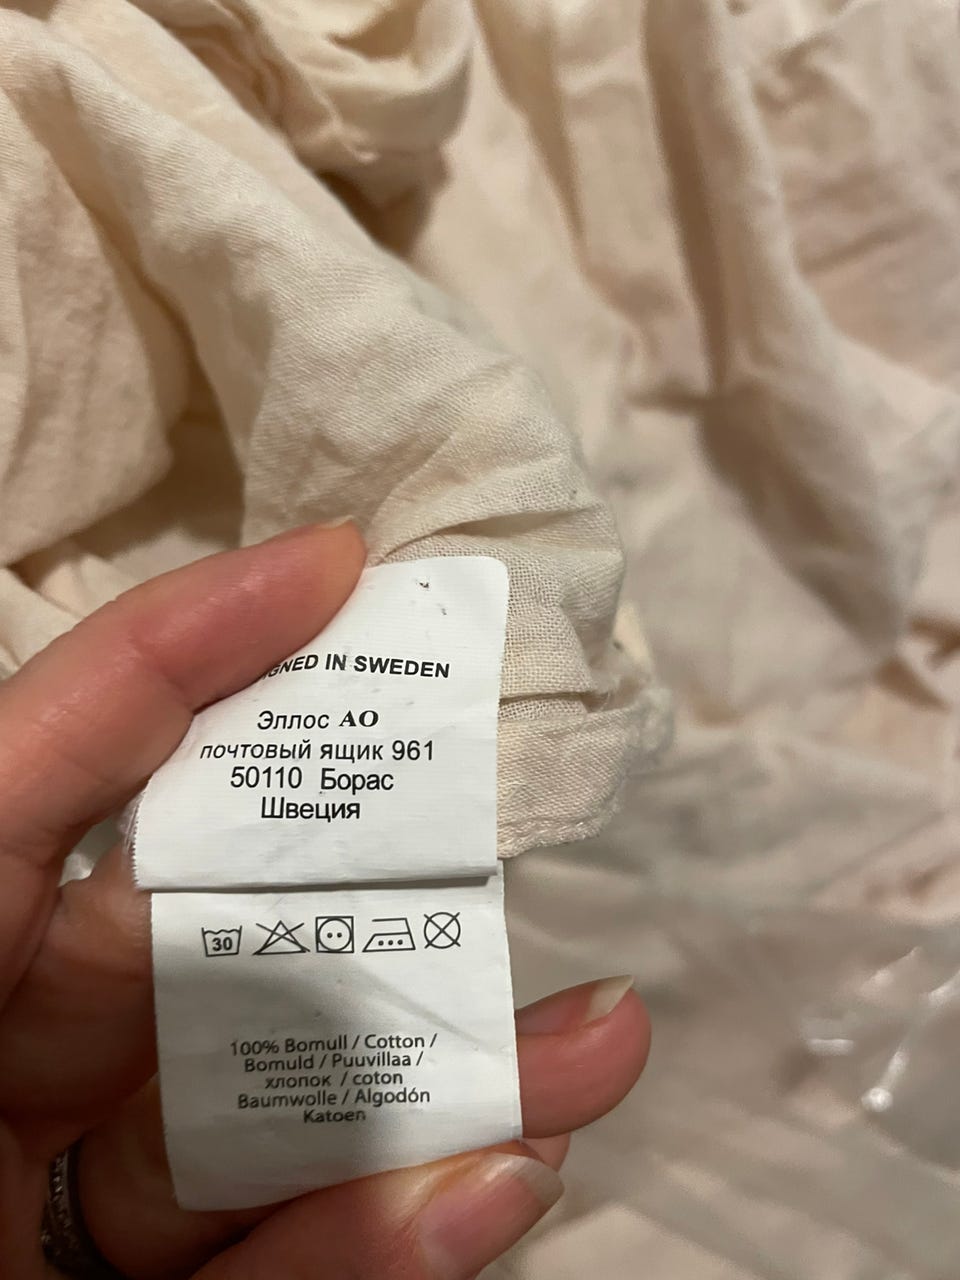 IN SWEDEN
Эллос АО
почтовый ящик 961
50110 Борас
Швеция
30
100% Bomull / Cotton /
Bomuld / Puuvillaa /
хлопок / coton
Baumwolle / Algodón
Katoen